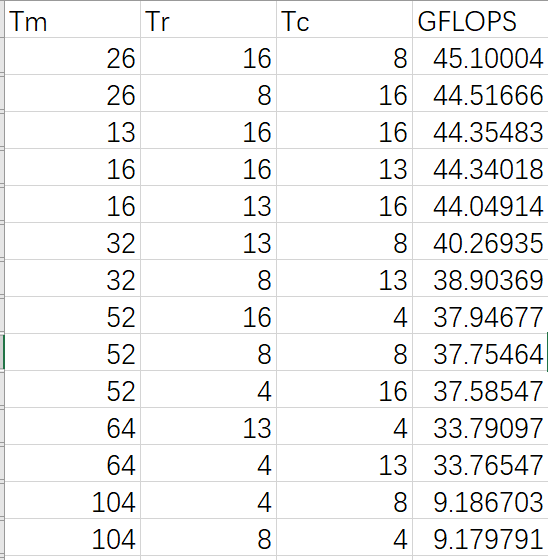 Tm Tr Tc GFLOPS
26 16 8 45.10004
26 8 16 44.51666
13 16 16 44.35483
16 16 13 44.34018
16 13 16 44.04914
32 13 8 40.26935
32 8 13 38.90369
52 16 4 37.94677
52 8 8 37.75464
52 4 16 37.58547
64 13 4 33.79097
64 4 13 33.76547
104 4 8 9.186703
104 8 4 9.179791